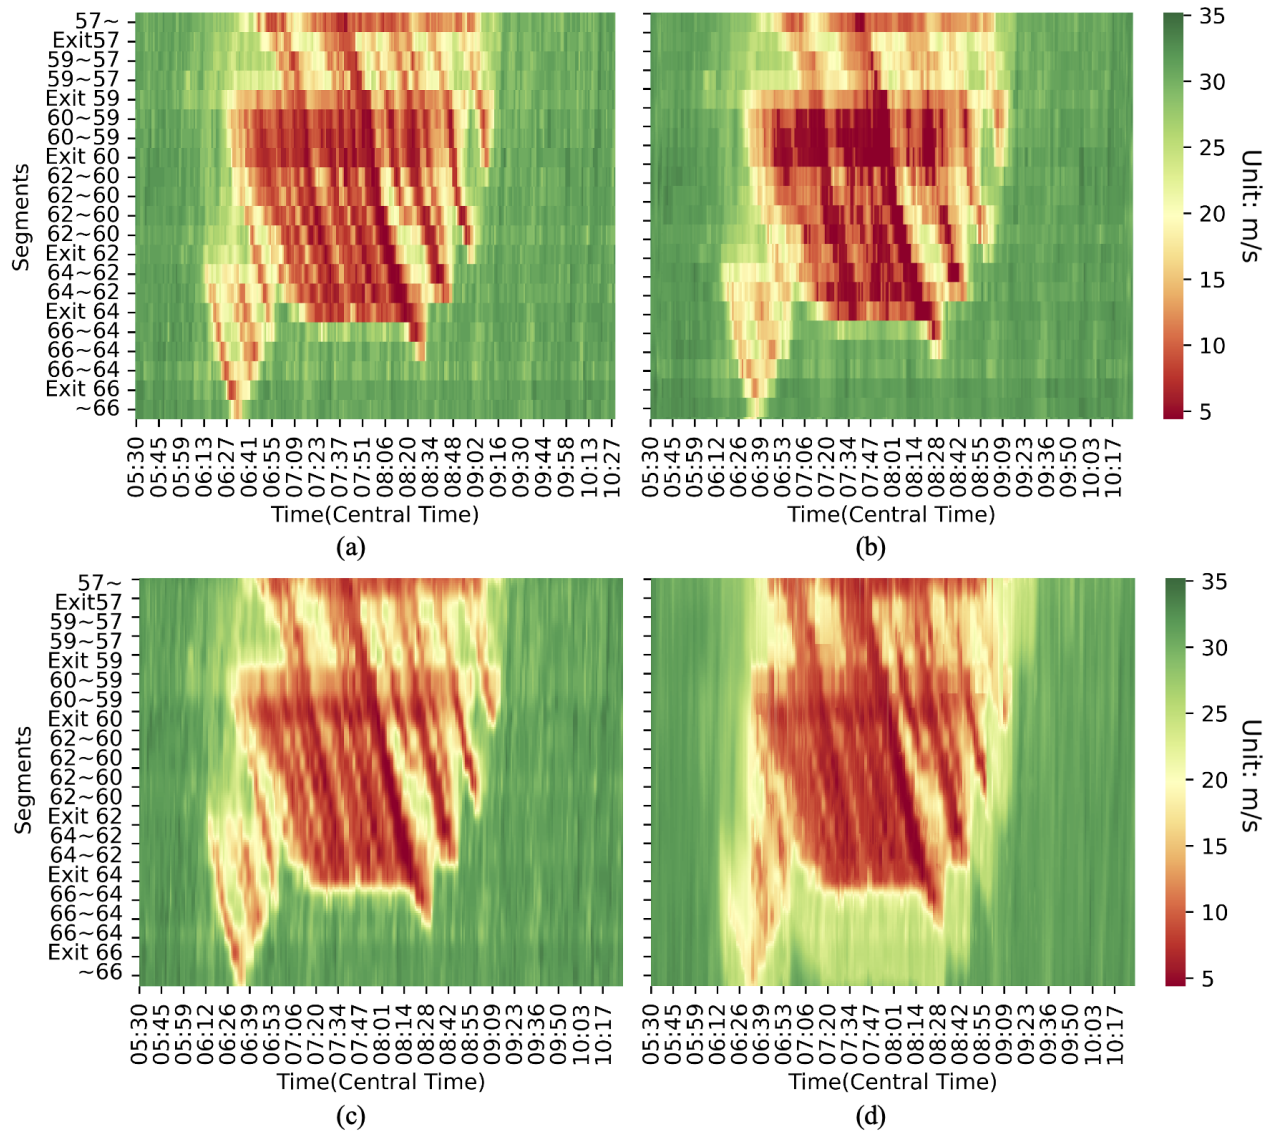 57~
Exit57
59~57
59~57
Exit 59
60~59
60~59
Exit 60
62~60
62~60
62~60
62~60
Exit 62
64~62
64~62
Exit 64
66~64
66~64
66~64
Exit 66
~66
Segments
05:30 05:45 05:59 06:13 06:27 06:41 06:55 07:09 07:23 07:37 07:51 08:06 08:20 08:34 08:48 09:02 09:16 09:30 09:44 09:58 10:13 10:27
Time(Central Time)
(a)
05:30 05:45 05:59 06:12 06:26 06:39 06:53 07:06 07:20 07:34 07:47 08:01 08:14 08:28 08:42 08:55 09:09 09:23 09:36 09:50 10:03 10:17
Time(Central Time)
(b)
35
30
25
20
15
10
5
Unit: m/s
57~
Exit57
59~57
59~57
Exit 59
60~59
60~59
Exit 60
62~60
62~60
62~60
62~60
Exit 62
64~62
64~62
Exit 64
66~64
66~64
66~64
Exit 66
~66
Segments
05:30 05:45 05:59 06:12 06:26 06:39 06:53 07:06 07:20 07:34 07:47 08:01 08:14 08:28 08:42 08:55 09:09 09:23 09:36 09:50 10:03 10:17
Time(Central Time)
(c)
05:30 05:45 05:59 06:12 06:26 06:39 06:53 07:06 07:20 07:34 07:47 08:01 08:14 08:28 08:42 08:55 09:09 09:23 09:36 09:50 10:03 10:17
Time(Central Time)
(d)
35
30
25
20
15
10
5
Unit: m/s